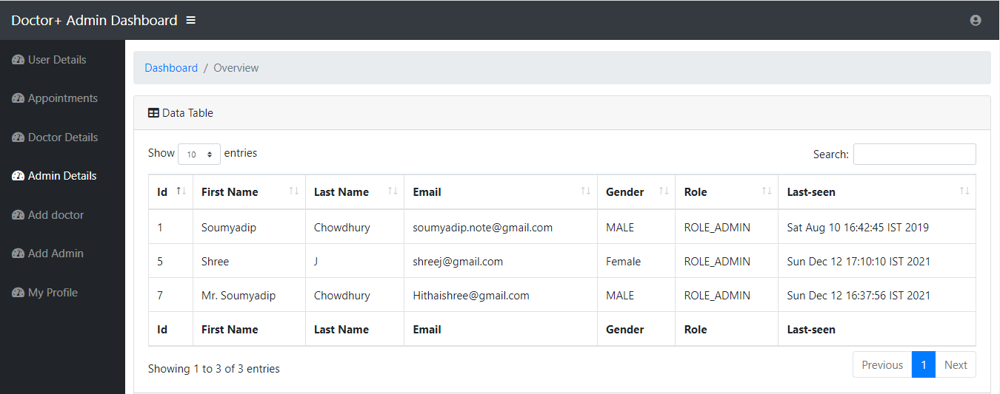 Doctor+ Admin Dashboard
User Details
Appointments
Doctor Details
Admin Details
Add doctor
Add Admin
My Profile
Dashboard / Overview
Data Table
Show 10 entries
Search:
Id First Name Last Name Email Gender Role Last-seen
1 Soumyadip Chowdhury soumyadip.note@gmail.com MALE ROLE_ADMIN Sat Aug 10 16:42:45 IST 2019
5 Shree J shreej@gmail.com Female ROLE_ADMIN Sun Dec 12 17:10:10 IST 2021
7 Mr. Soumyadip Chowdhury Hithaishree@gmail.com MALE ROLE_ADMIN Sun Dec 12 16:37:56 IST 2021
Id First Name Last Name Email Gender Role Last-seen
Showing 1 to 3 of 3 entries
Previous 1 Next